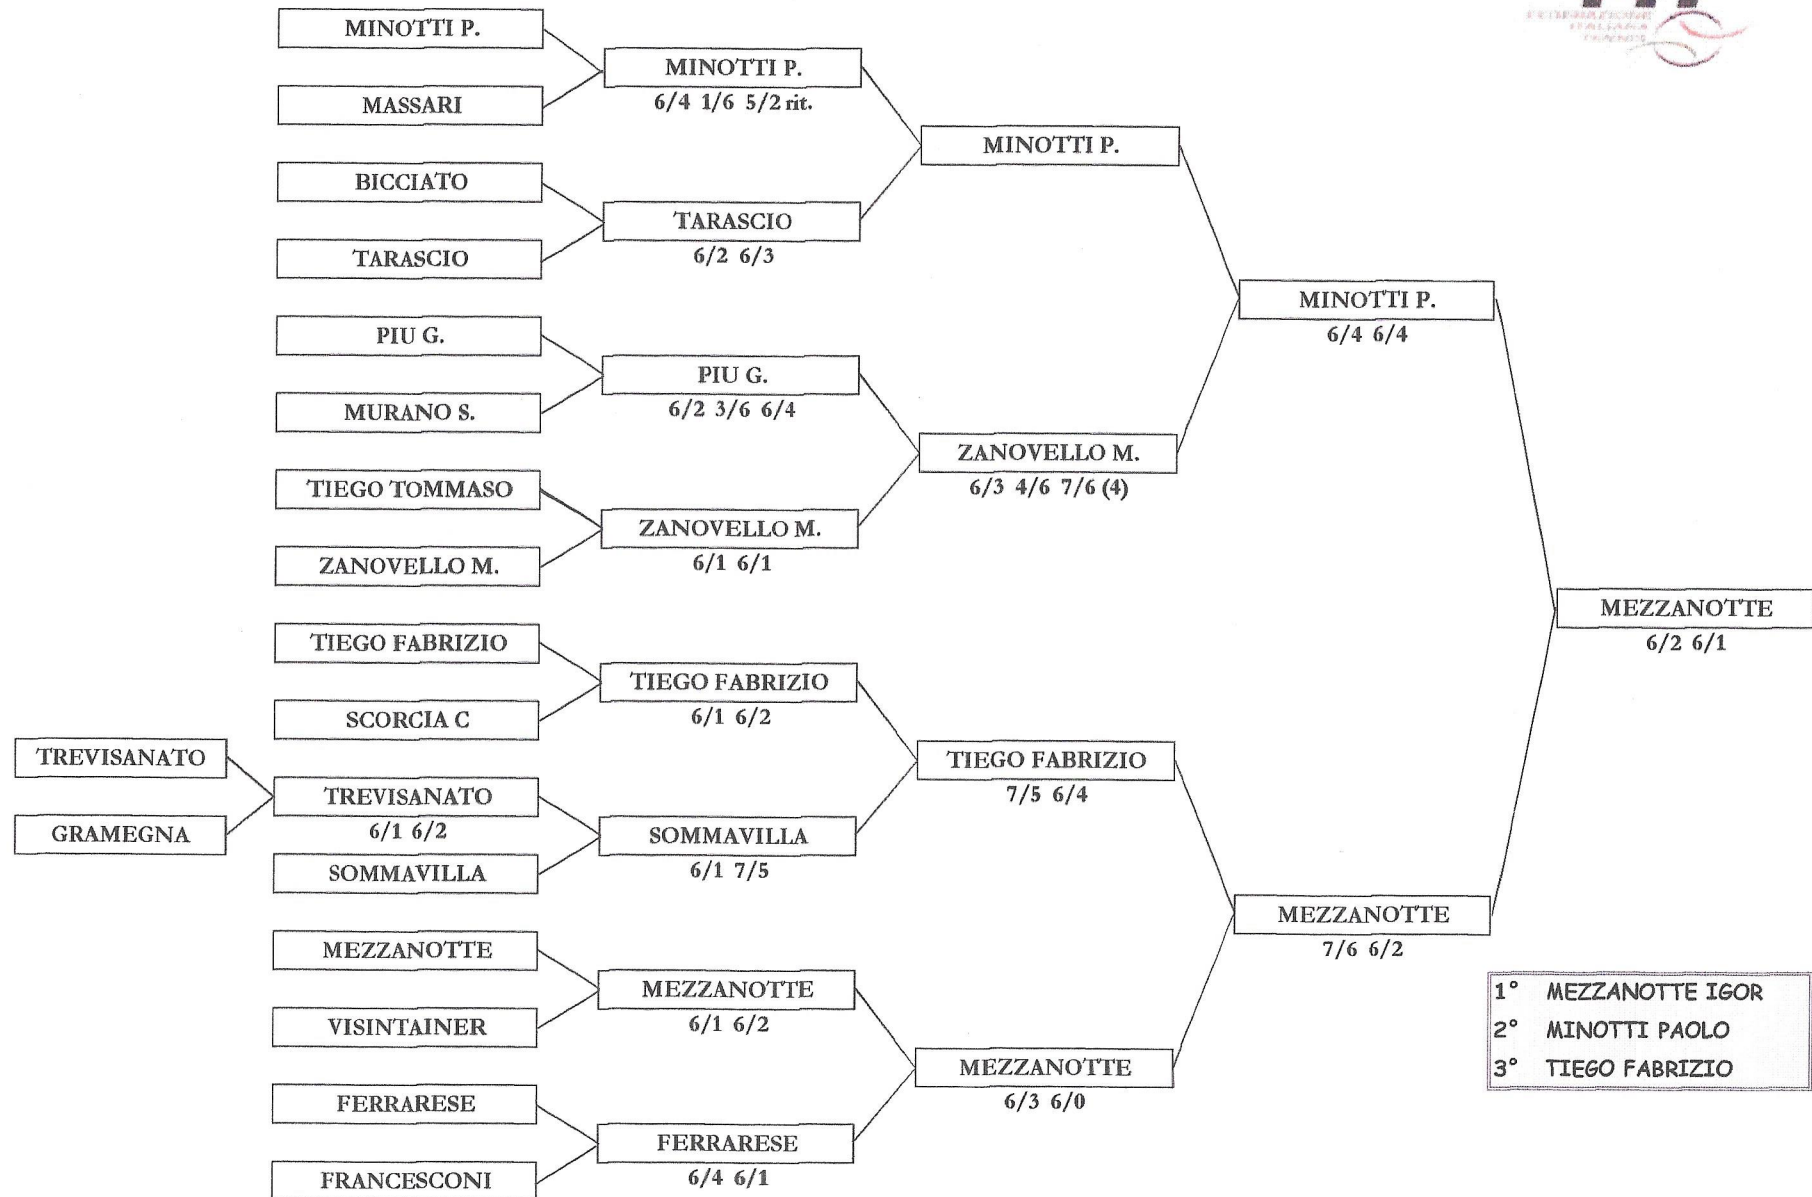 FEDERAZIONE
ITALIANA
TENNIS
MINOTTI P.
MASSARI
BICCIATO
TARASCIO
PIU G.
MURANO S.
TIEGO TOMMASO
ZANOVELLO M.
TIEGO FABRIZIO
SCORCIA C
TREVISANATO
GRAMEGNA
TREVISANATO
6/1 6/2
SOMMAVILLA
MEZZANOTTE
VISINTAINER
FERRARESE
FRANCESCONI
MINOTTI P.
6/4 1/6 5/2 rit.
TARASCIO
6/2 6/3
PIU G.
6/2 3/6 6/4
ZANOVELLO M.
6/1 6/1
TIEGO FABRIZIO
6/1 6/2
SOMMAVILLA
6/1 7/5
MEZZANOTTE
6/1 6/2
FERRARESE
6/4 6/1
MINOTTI P.
ZANOVELLO M.
6/3 4/6 7/6 (4)
TIEGO FABRIZIO
7/5 6/4
MEZZANOTTE
6/3 6/0
MINOTTI P.
6/4 6/4
MEZZANOTTE
7/6 6/2
MEZZANOTTE
6/2 6/1
1° MEZZANOTTE IGOR
2° MINOTTI PAOLO
3° TIEGO FABRIZIO